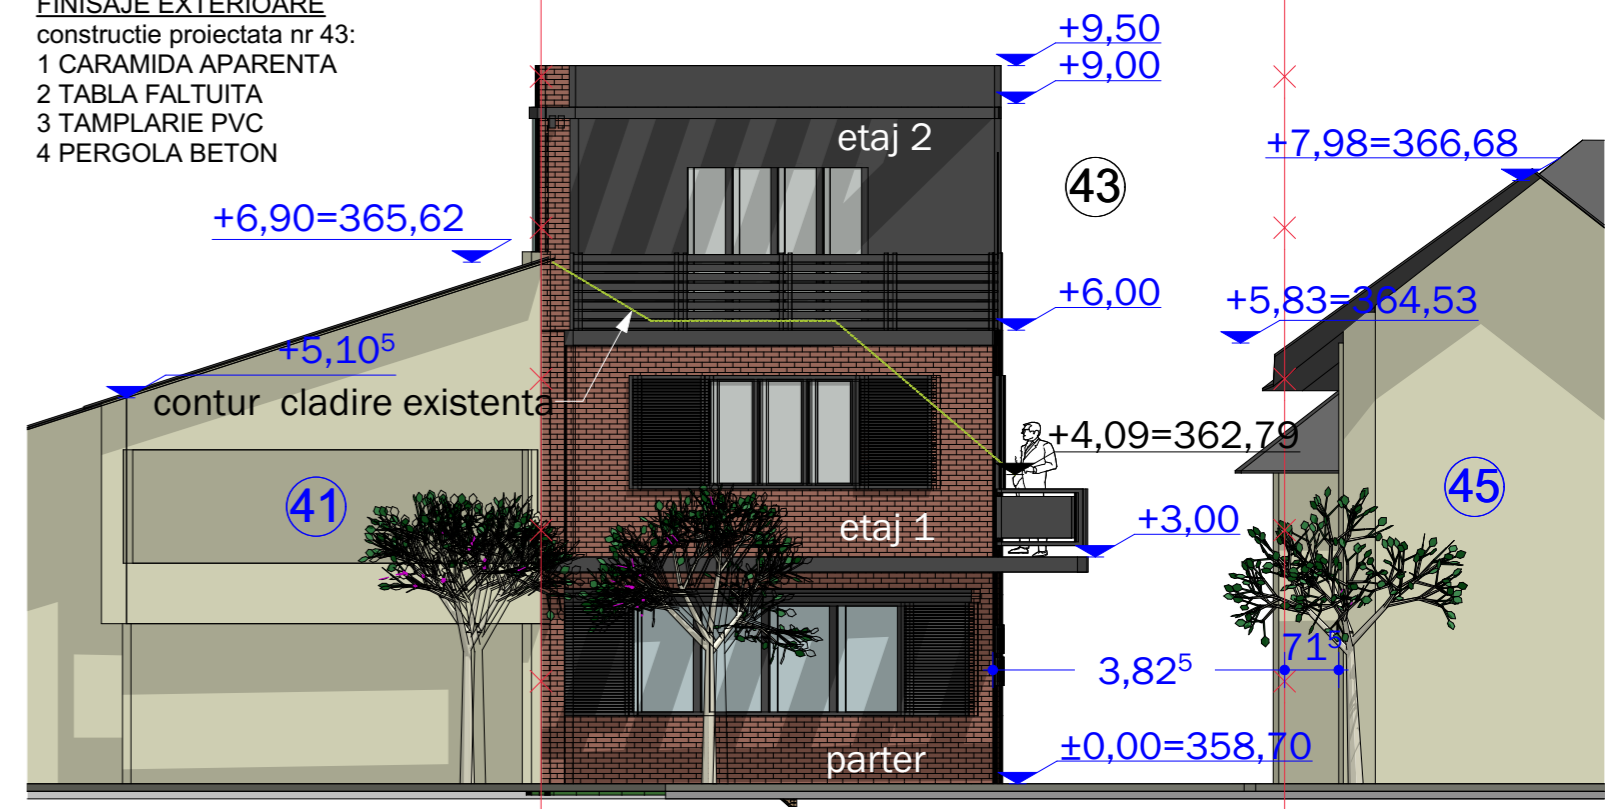 FINISAJE EXTERIOARE
constructie proiectata nr 43:
1 CARAMIDA APARENTA
2 TABLA FALTUITA
3 TAMPLARIE PVC
4 PERGOLA BETON
+9,50
+9,00
etaj 2
43
+7,98=366,68
+6,90=365,62
+6,00
+5,83=364,53
+5,10⁵
contur cladire existenta
+4,09=362,79
41
45
etaj 1
+3,00
3,82⁵
71⁵
parter
±0,00=358,70